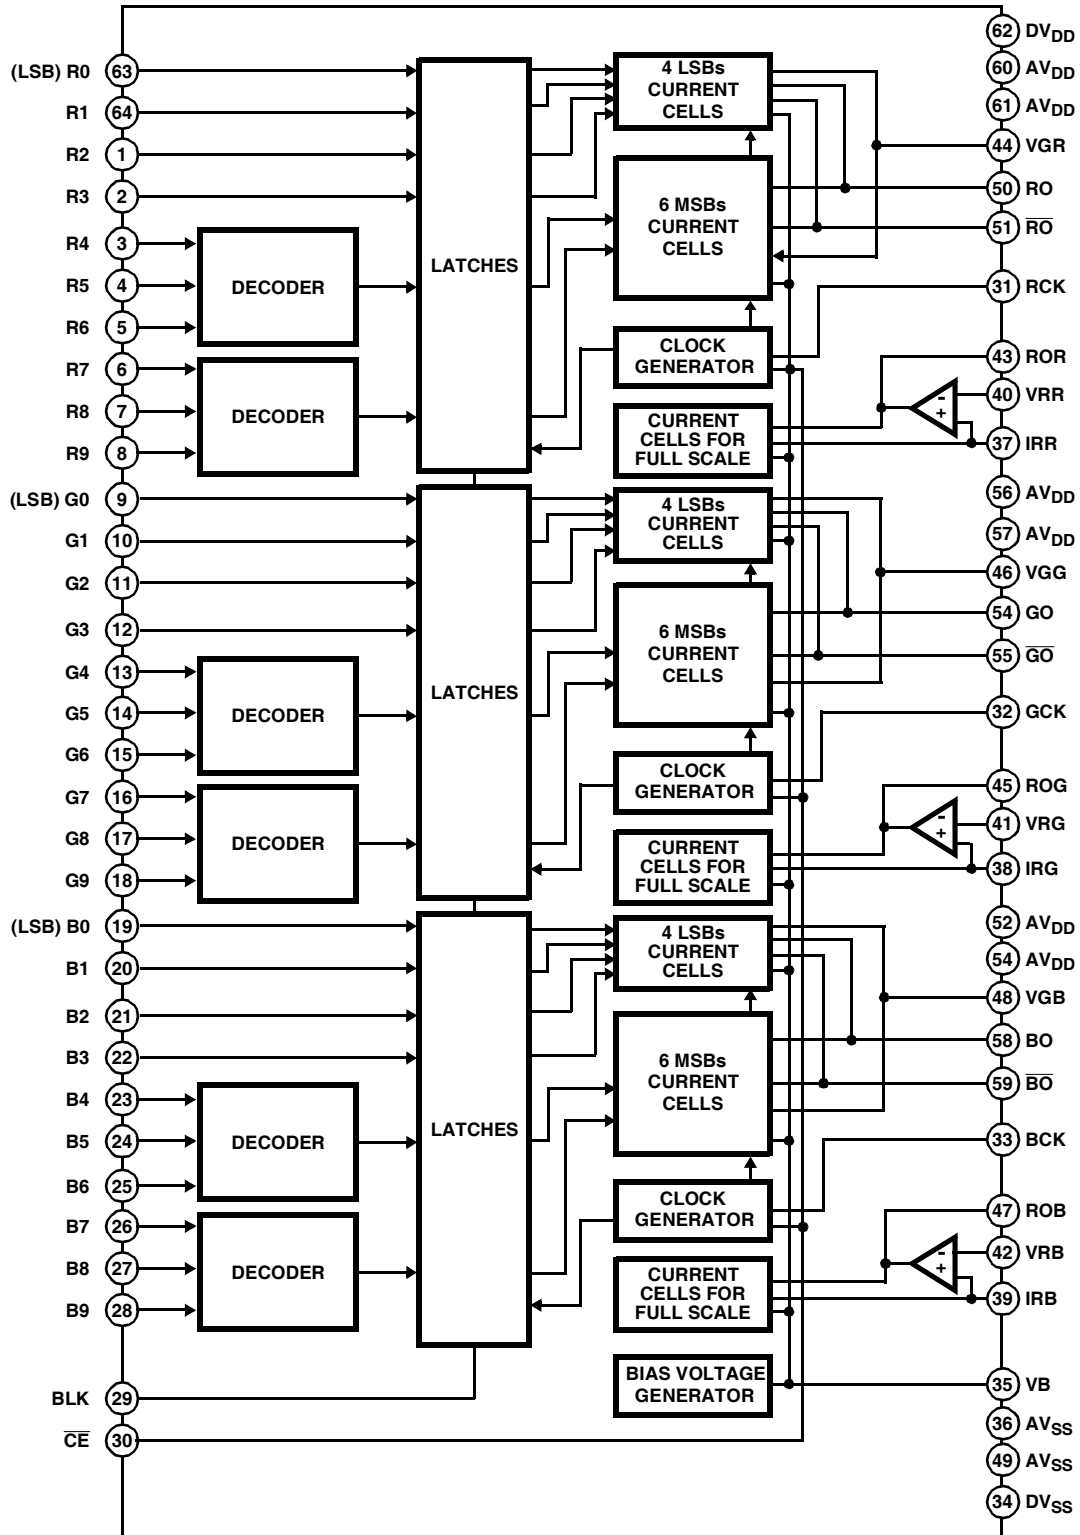 (LSB) R0 63
R1 64
R2 1
R3 2
R4 3
R5 4
R6 5
R7 6
R8 7
R9 8
(LSB) G0 9
G1 10
G2 11
G3 12
G4 13
G5 14
G6 15
G7 16
G8 17
G9 18
(LSB) B0 19
B1 20
B2 21
B3 22
B4 23
B5 24
B6 25
B7 26
B8 27
B9 28
BLK 29
C̅E̅ 30
DECODER
DECODER
DECODER
DECODER
DECODER
DECODER
LATCHES
LATCHES
LATCHES
4 LSBs
CURRENT
CELLS
6 MSBs
CURRENT
CELLS
CLOCK
GENERATOR
CURRENT
CELLS FOR
FULL SCALE
4 LSBs
CURRENT
CELLS
6 MSBs
CURRENT
CELLS
CLOCK
GENERATOR
CURRENT
CELLS FOR
FULL SCALE
4 LSBs
CURRENT
CELLS
6 MSBs
CURRENT
CELLS
CLOCK
GENERATOR
CURRENT
CELLS FOR
FULL SCALE
BIAS VOLTAGE
GENERATOR
-
+
-
+
-
+
62 DVDD
60 AVDD
61 AVDD
44 VGR
50 RO
51 R̅O̅
31 RCK
43 ROR
40 VRR
37 IRR
56 AVDD
57 AVDD
46 VGG
54 GO
55 G̅O̅
32 GCK
45 ROG
41 VRG
38 IRG
52 AVDD
54 AVDD
48 VGB
58 BO
59 B̅O̅
33 BCK
47 ROB
42 VRB
39 IRB
35 VB
36 AVSS
49 AVSS
34 DVSS